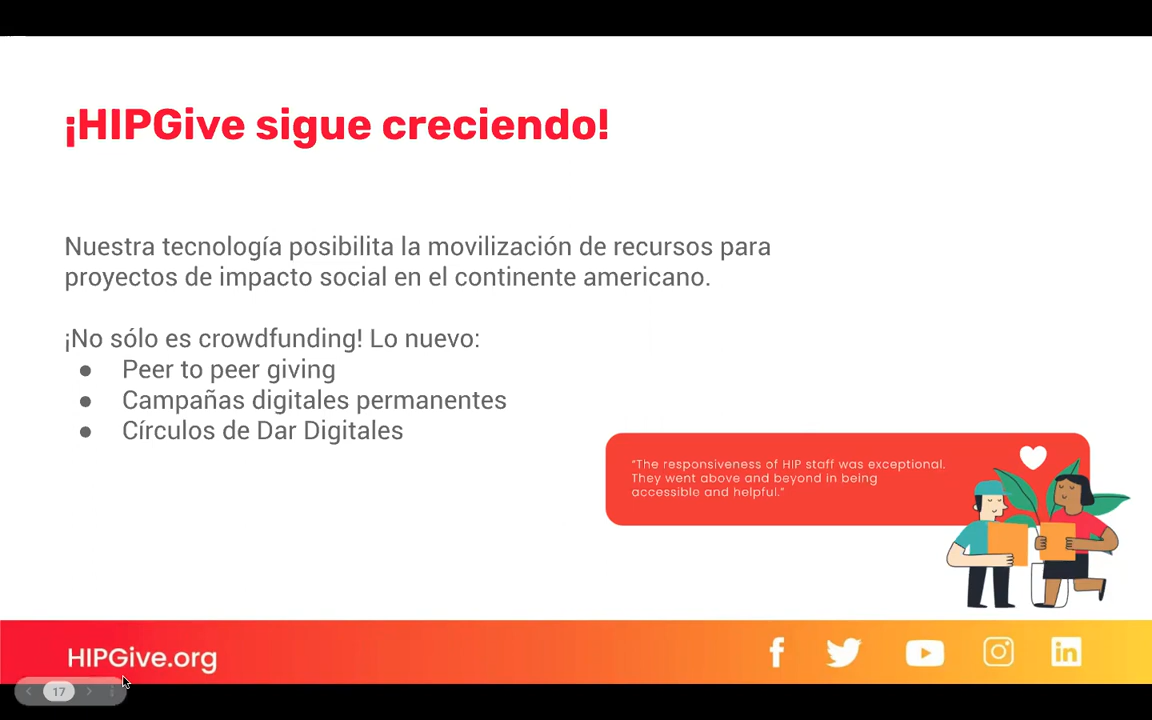 ¡HIPGive sigue creciendo!
Nuestra tecnología posibilita la movilización de recursos para
proyectos de impacto social en el continente americano.
¡No sólo es crowdfunding! Lo nuevo:
● Peer to peer giving
● Campañas digitales permanentes
● Círculos de Dar Digitales
"The responsiveness of HIP staff was exceptional.
They went above and beyond in being
accessible and helpful."
HIPGive.org
17